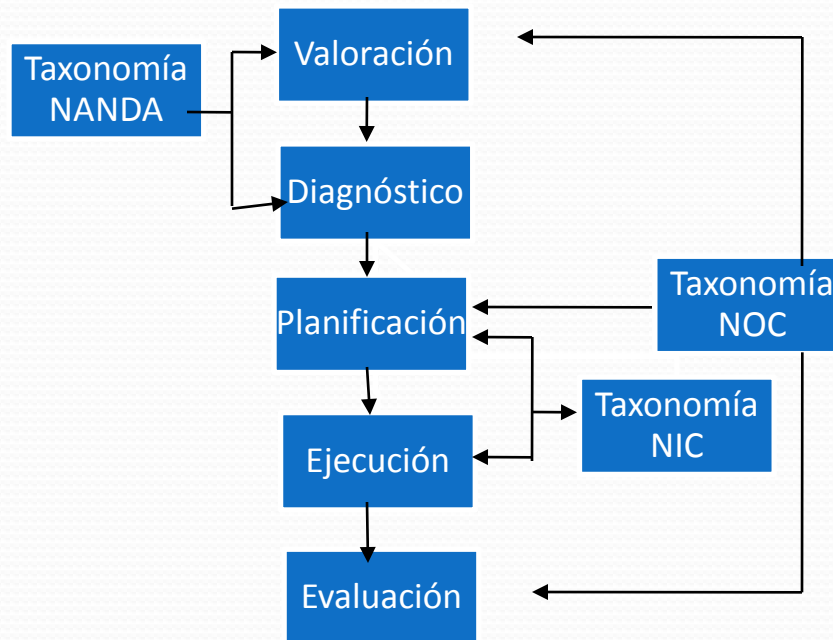 Valoración
Taxonomía
NANDA
Diagnóstico
Planificación
Taxonomía
NOC
Taxonomía
NIC
Ejecución
Evaluación